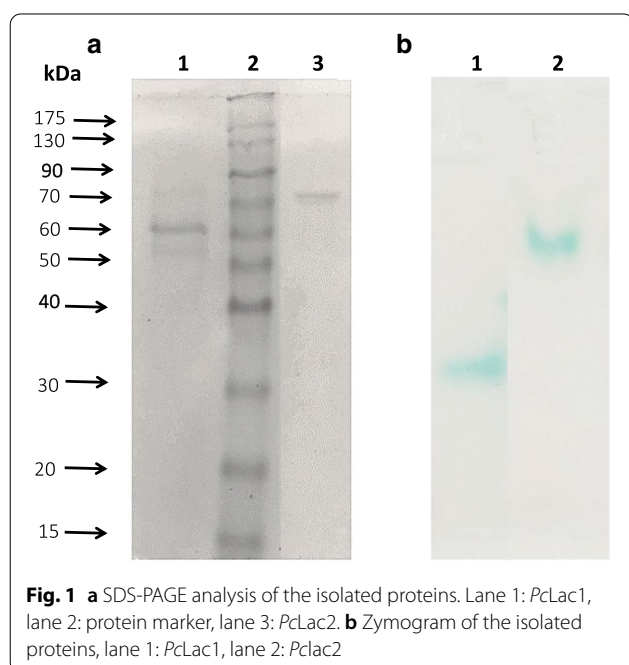 a
b
kDa
1 2 3
1 2
175
130
90
70
60
50
40
30
20
15
Fig. 1 a SDS-PAGE analysis of the isolated proteins. Lane 1: PcLac1,
lane 2: protein marker, lane 3: PcLac2. b Zymogram of the isolated
proteins, lane 1: PcLac1, lane 2: Pclac2